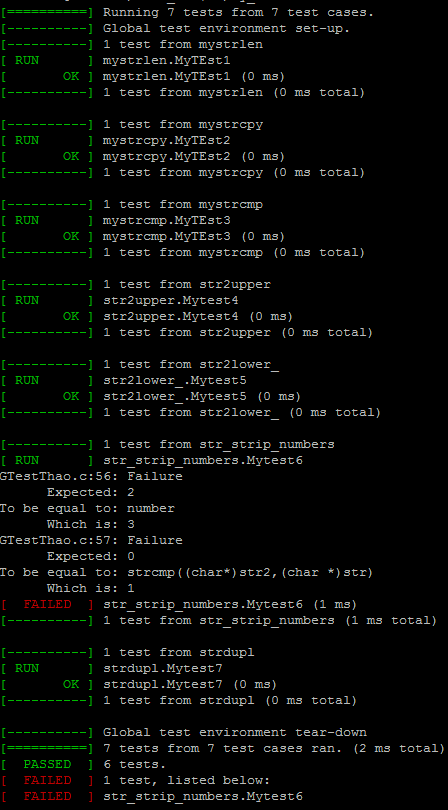 [==========] Running 7 tests from 7 test cases.
[----------] Global test environment set-up.
[----------] 1 test from mystrlen
[ RUN      ] mystrlen.MyTEst1
[       OK ] mystrlen.MyTEst1 (0 ms)
[----------] 1 test from mystrlen (0 ms total)

[----------] 1 test from mystrcpy
[ RUN      ] mystrcpy.MyTEst2
[       OK ] mystrcpy.MyTEst2 (0 ms)
[----------] 1 test from mystrcpy (0 ms total)

[----------] 1 test from mystrcmp
[ RUN      ] mystrcmp.MyTEst3
[       OK ] mystrcmp.MyTEst3 (0 ms)
[----------] 1 test from mystrcmp (0 ms total)

[----------] 1 test from str2upper
[ RUN      ] str2upper.Mytest4
[       OK ] str2upper.Mytest4 (0 ms)
[----------] 1 test from str2upper (0 ms total)

[----------] 1 test from str2lower_
[ RUN      ] str2lower_.Mytest5
[       OK ] str2lower_.Mytest5 (0 ms)
[----------] 1 test from str2lower_ (0 ms total)

[----------] 1 test from str_strip_numbers
[ RUN      ] str_strip_numbers.Mytest6
GTestThao.c:56: Failure
      Expected: 2
To be equal to: number
      Which is: 3
GTestThao.c:57: Failure
      Expected: 0
To be equal to: strcmp((char*)str2,(char *)str)
      Which is: 1
[  FAILED  ] str_strip_numbers.Mytest6 (1 ms)
[----------] 1 test from str_strip_numbers (1 ms total)

[----------] 1 test from strdupl
[ RUN      ] strdupl.Mytest7
[       OK ] strdupl.Mytest7 (0 ms)
[----------] 1 test from strdupl (0 ms total)

[----------] Global test environment tear-down
[==========] 7 tests from 7 test cases ran. (2 ms total)
[  PASSED  ] 6 tests.
[  FAILED  ] 1 test, listed below:
[  FAILED  ] str_strip_numbers.Mytest6